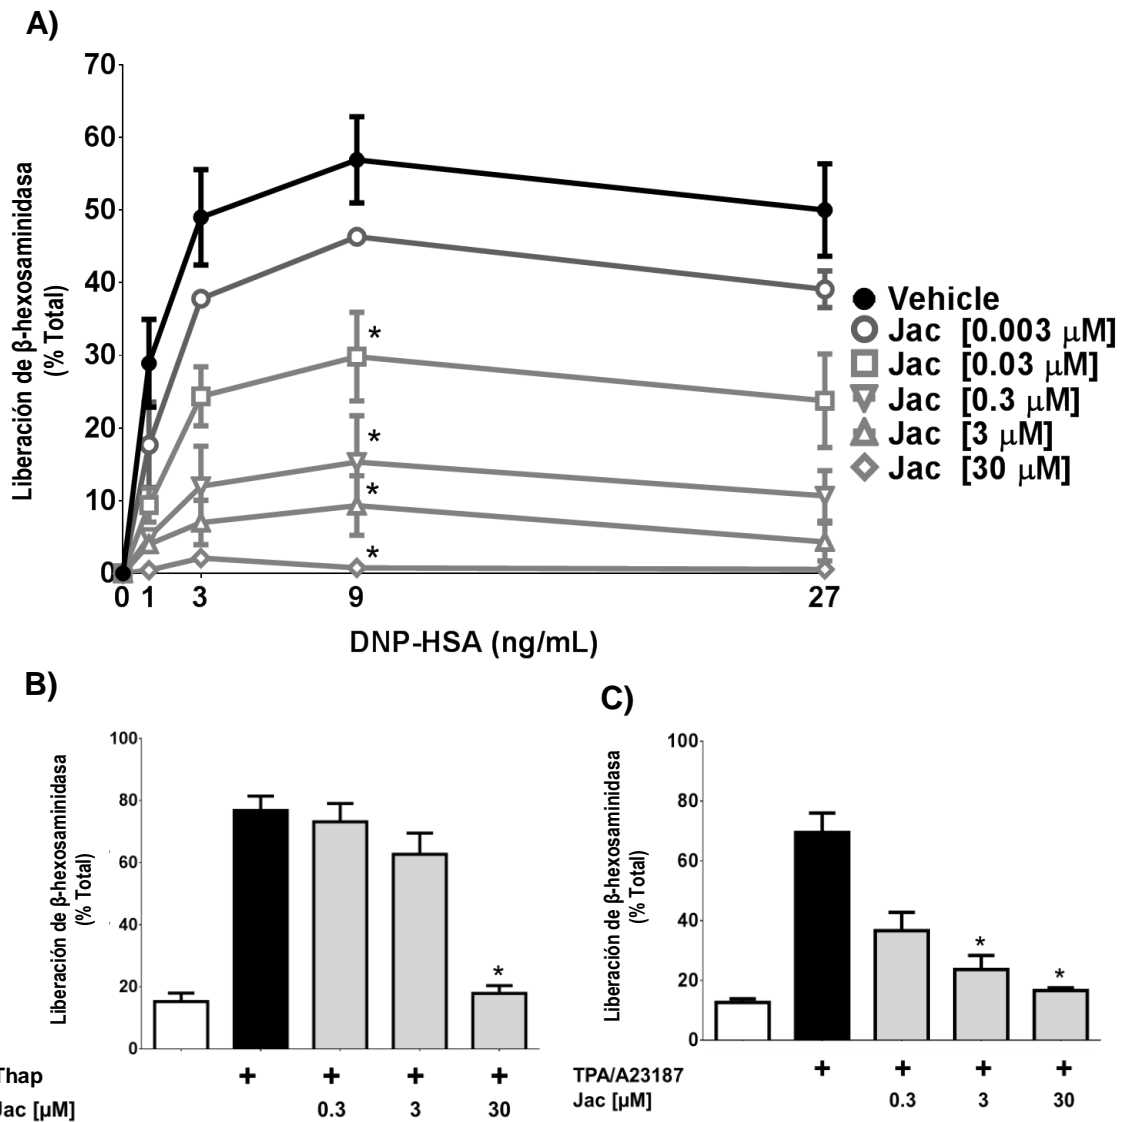 A)
Liberación de β-hexosaminidasa
(% Total)
70
60
50
40
30
20
10
0
*
*
*
*
0 1 3 9 27
DNP-HSA (ng/mL)
Vehicle
Jac [0.003 μM]
Jac [0.03 μM]
Jac [0.3 μM]
Jac [3 μM]
Jac [30 μM]
B)
Liberación de β-hexosaminidasa
(% Total)
100
80
60
40
20
0
*
Thap + + + +
Jac [μM] 0.3 3 30
C)
Liberación de β-hexosaminidasa
(% Total)
100
80
60
40
20
0
*
*
TPA/A23187 + + + +
Jac [μM] 0.3 3 30